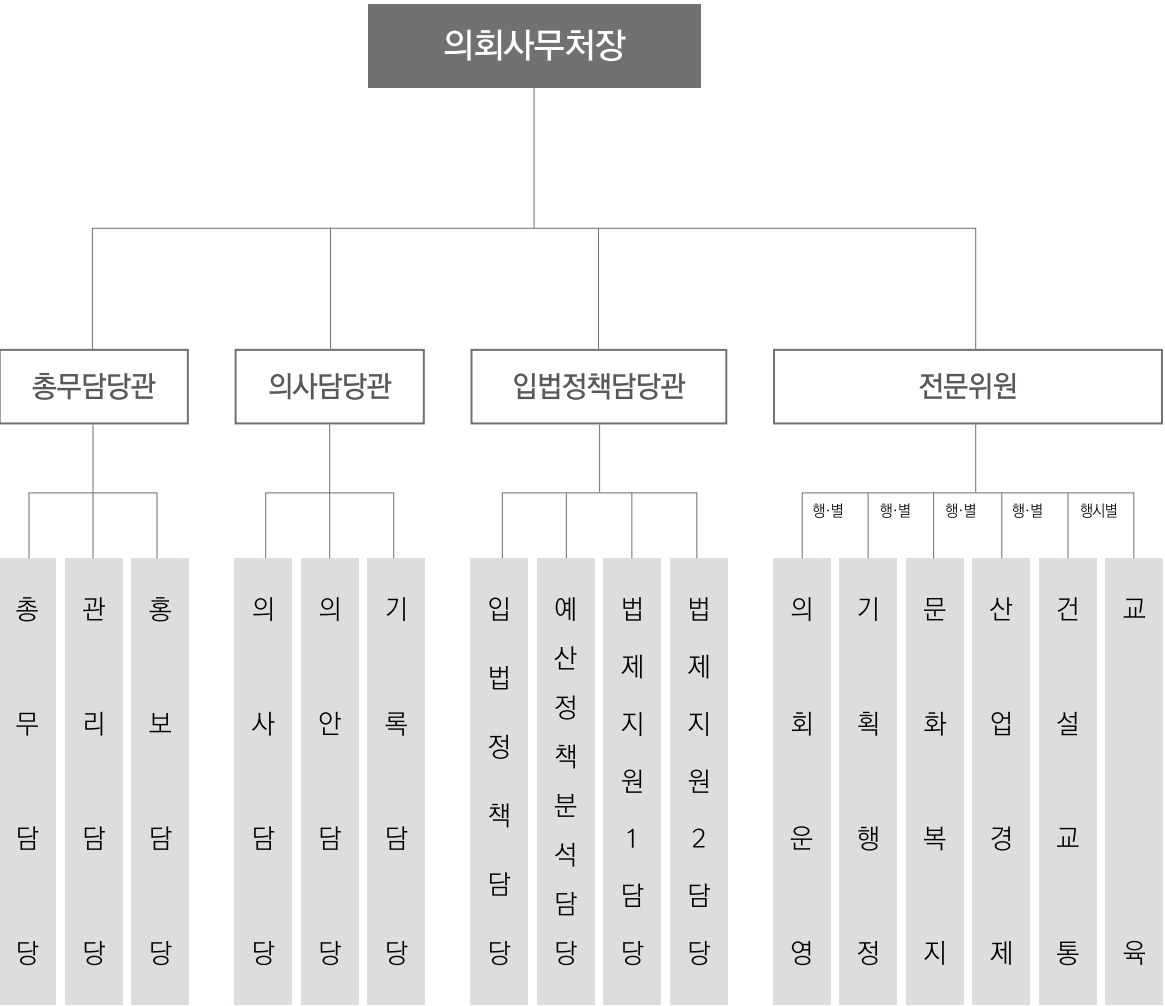 의회사무처장
총무담당관
의사담당관
입법정책담당관
전문위원
행·별
행·별
행·별
행·별
행시별
총무담당
관리담당
홍보담당
의사담당
의안담당
기록담당
입법정책담당
예산정책분석담당
법제지원1담당
법제지원2담당
의회운영
기획행정
문화복지
산업경제
건설교통
교육